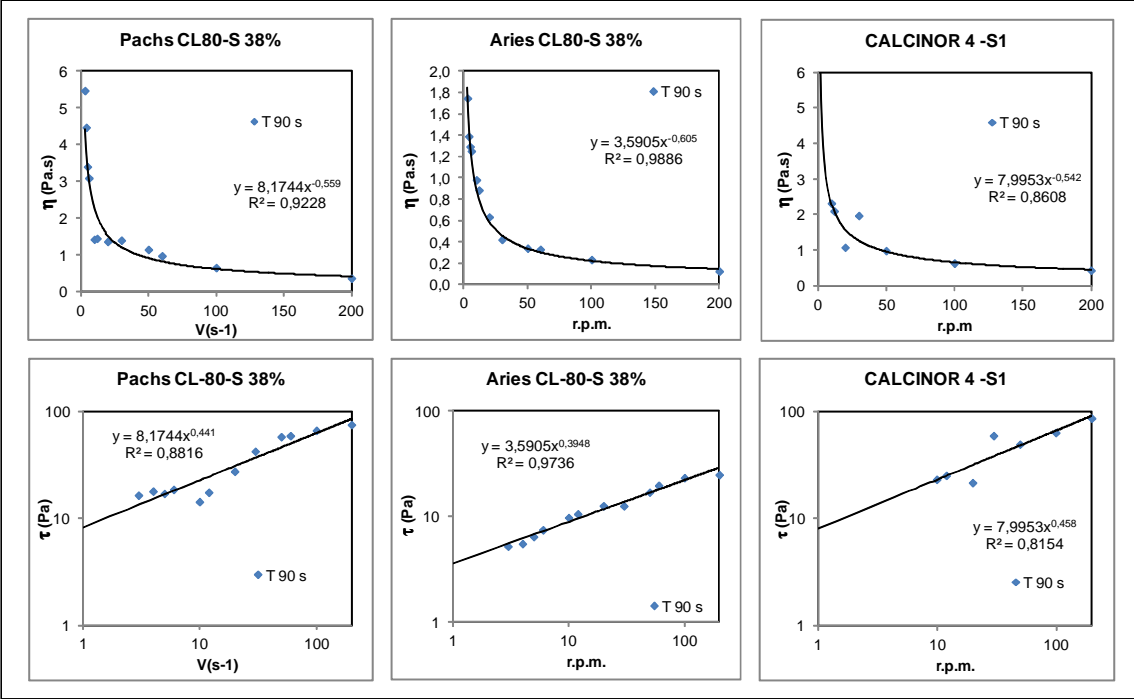 Pachs CL80-S 38%
6
5
4
3
2
1
0
η (Pa.s)
T 90 s
y = 8,1744x-0,559
R² = 0,9228
0 50 100 150 200
V(s-1)
Aries CL80-S 38%
2,0
1,8
1,6
1,4
1,2
1,0
0,8
0,6
0,4
0,2
0,0
η (Pa.s)
T 90 s
y = 3,5905x-0,605
R² = 0,9886
0 50 100 150 200
r.p.m.
CALCINOR 4 -S1
6
5
4
3
2
1
0
η (Pa.s)
T 90 s
y = 7,9953x-0,542
R² = 0,8608
0 50 100 150 200
r.p.m
Pachs CL-80-S 38%
100
10
1
τ (Pa)
y = 8,1744x0,441
R² = 0,8816
T 90 s
1 10 100
V(s-1)
Aries CL-80-S 38%
100
10
1
τ (Pa)
y = 3,5905x0,3948
R² = 0,9736
T 90 s
1 10 100
r.p.m.
CALCINOR 4 -S1
100
10
1
τ (Pa)
y = 7,9953x0,458
R² = 0,8154
T 90 s
1 10 100
r.p.m.